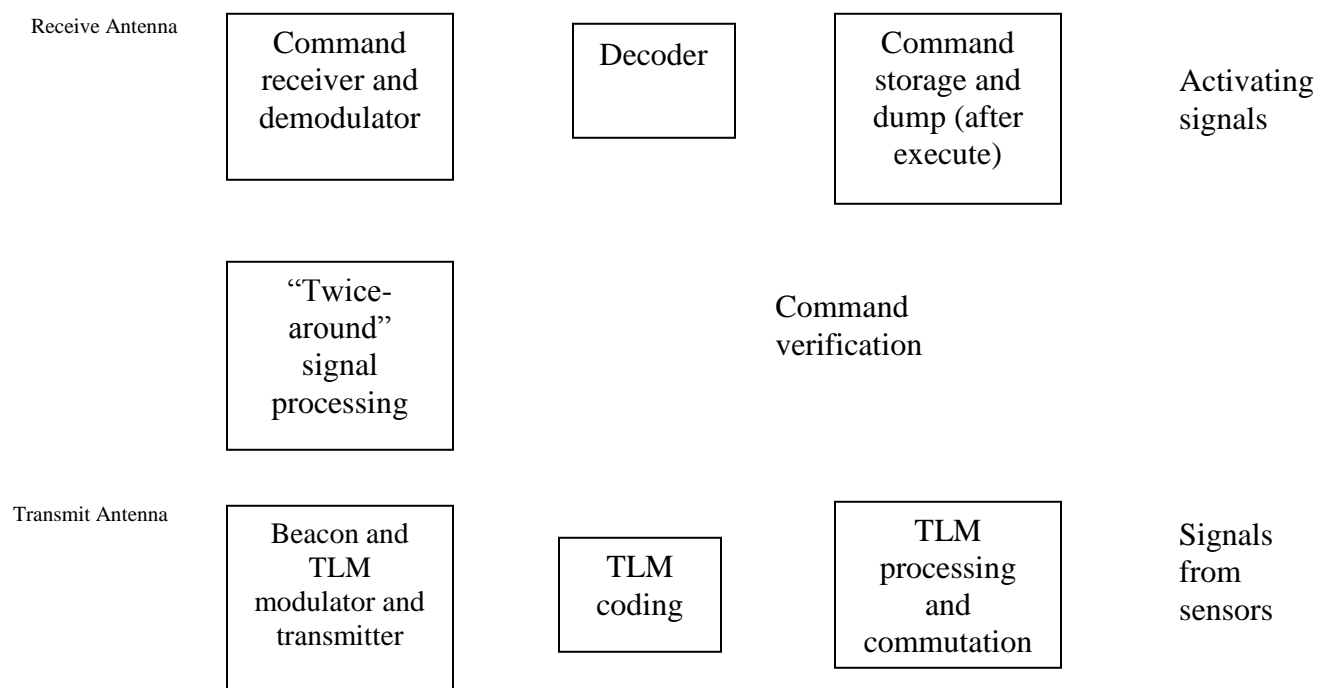 Receive Antenna
Command
receiver and
demodulator
Decoder
Command
storage and
dump (after
execute)
Activating
signals
“Twice-
around”
signal
processing
Command
verification
Transmit Antenna
Beacon and
TLM
modulator and
transmitter
TLM
coding
TLM
processing
and
commutation
Signals
from
sensors